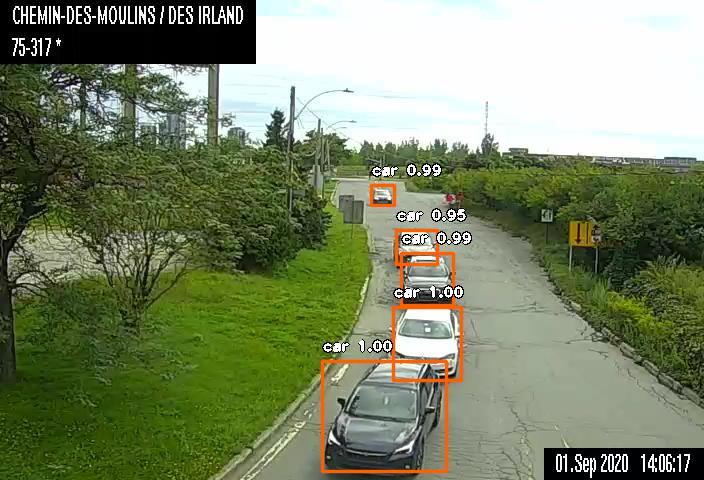 CHEMIN-DES-MOULINS / DES IRLAND
75-317 *
car 0.99
car 0.95
car 0.99
car 1.00
car 1.00
01.Sep 2020 14:06:17